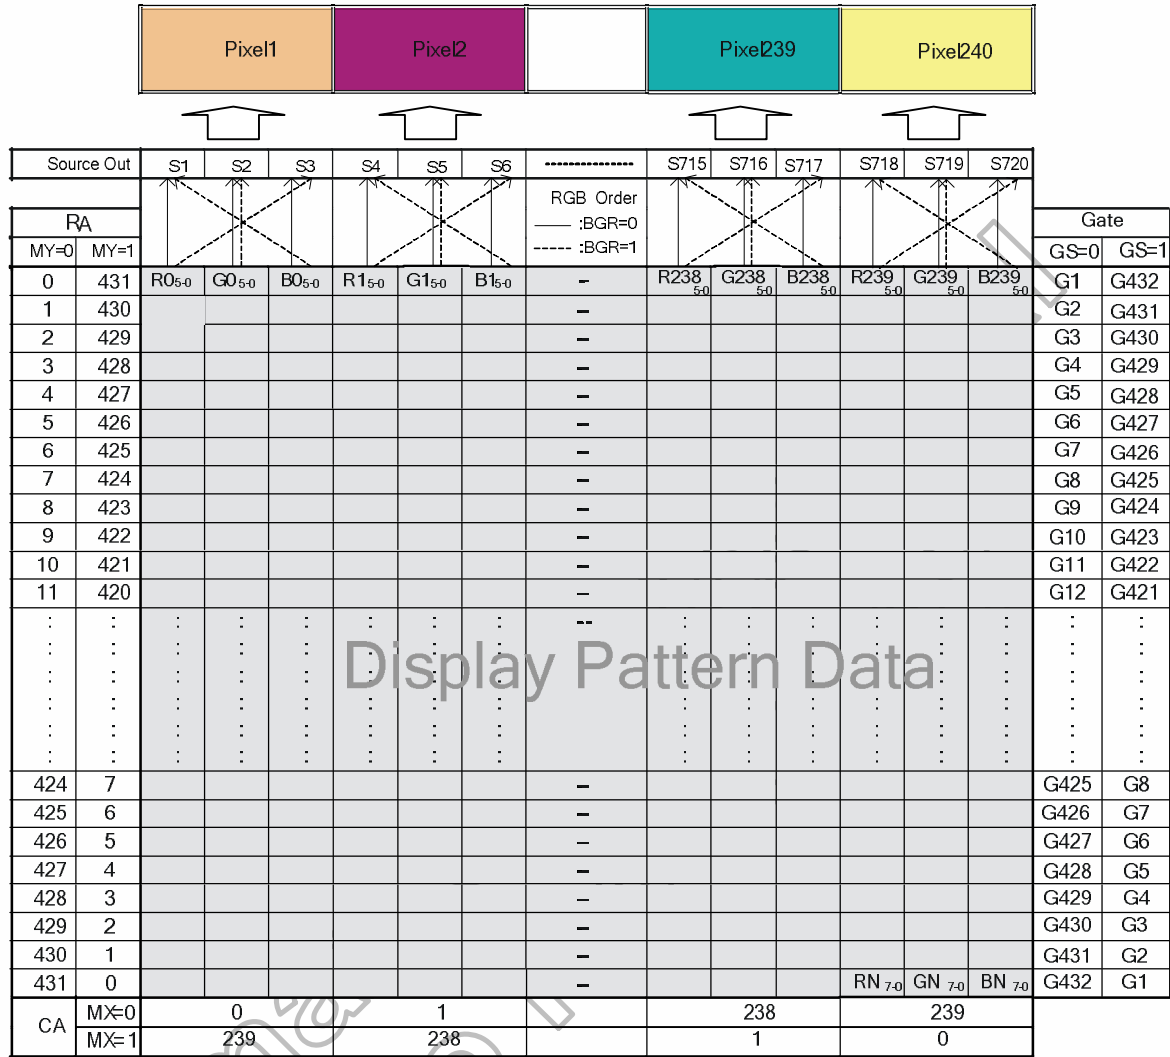 Pixel1 Pixel2 Pixel239 Pixel240
Source Out S1 S2 S3 S4 S5 S6 S715 S716 S717 S718 S719 S720
RGB Order
:BGR=0
:BGR=1
RA Gate
MY=0 MY=1 GS=0 GS=1
0 431 R05-0 G05-0 B05-0 R15-0 G15-0 B15-0 – R2385-0 G2385-0 B2385-0 R2395-0 G2395-0 B2395-0 G1 G432
1 430 – G2 G431
2 429 – G3 G430
3 428 – G4 G429
4 427 – G5 G428
5 426 – G6 G427
6 425 – G7 G426
7 424 – G8 G425
8 423 – G9 G424
9 422 – G10 G423
10 421 – G11 G422
11 420 – G12 G421
Display Pattern Data
424 7 – G425 G8
425 6 – G426 G7
426 5 – G427 G6
427 4 – G428 G5
428 3 – G429 G4
429 2 – G430 G3
430 1 – G431 G2
431 0 – RN 7-0 GN 7-0 BN 7-0 G432 G1
CA MX=0 0 1 238 239
MX=1 239 238 1 0